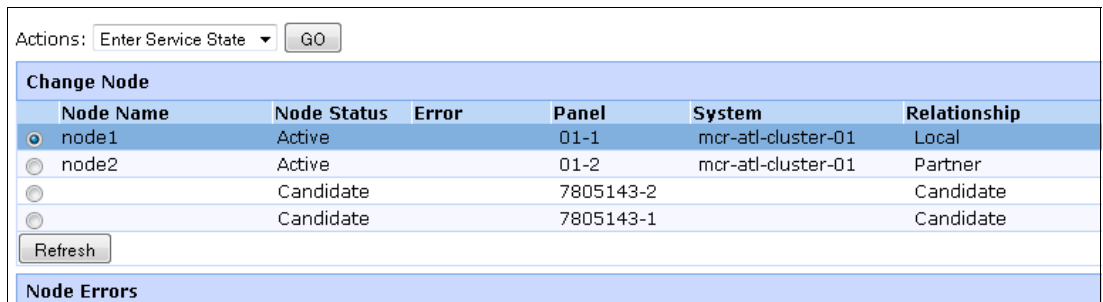 Actions: Enter Service State GO
Change Node
Node Name Node Status Error Panel System Relationship
node1 Active 01-1 mcr-atl-cluster-01 Local
node2 Active 01-2 mcr-atl-cluster-01 Partner
Candidate 7805143-2 Candidate
Candidate 7805143-1 Candidate
Refresh
Node Errors